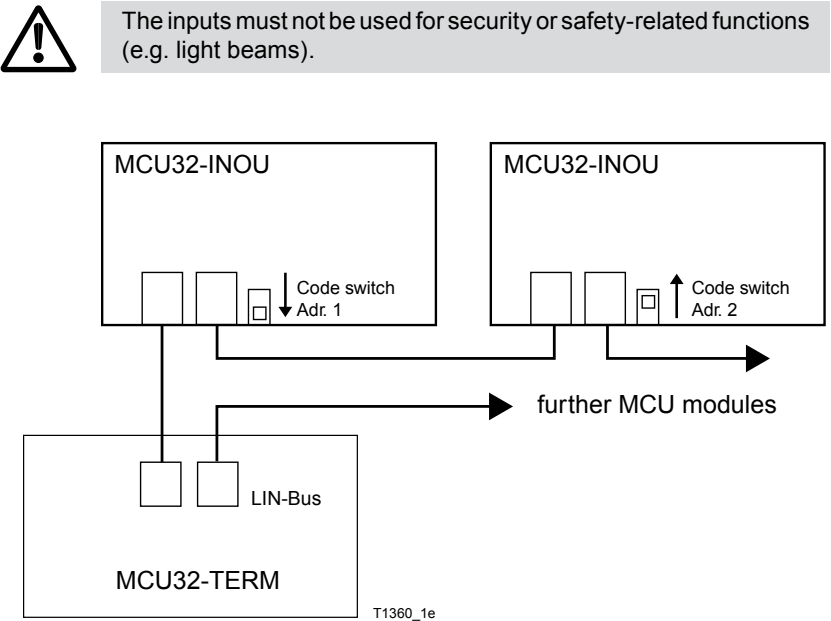 The inputs must not be used for security or safety-related functions
(e.g. light beams).
MCU32-INOU
Code switch
Adr. 1
MCU32-INOU
Code switch
Adr. 2
further MCU modules
LIN-Bus
MCU32-TERM
T1360_1e